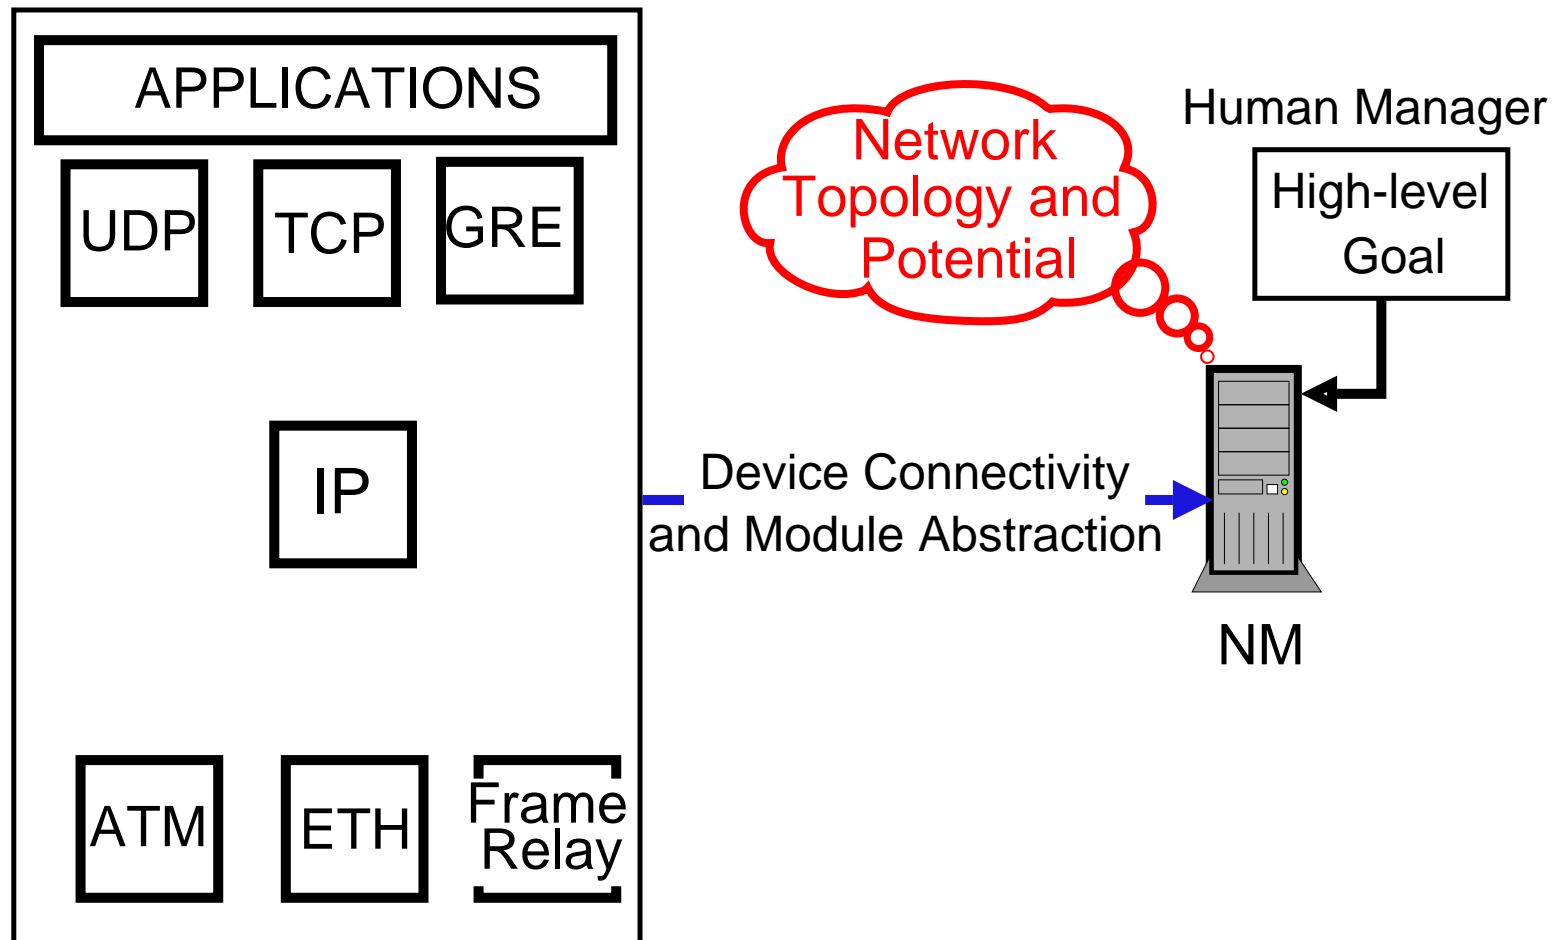 APPLICATIONS
UDP
TCP
GRE
IP
ATM
ETH
Frame
Relay
Network
Topology and
Potential
Human Manager
High-level
Goal
Device Connectivity
and Module Abstraction
NM